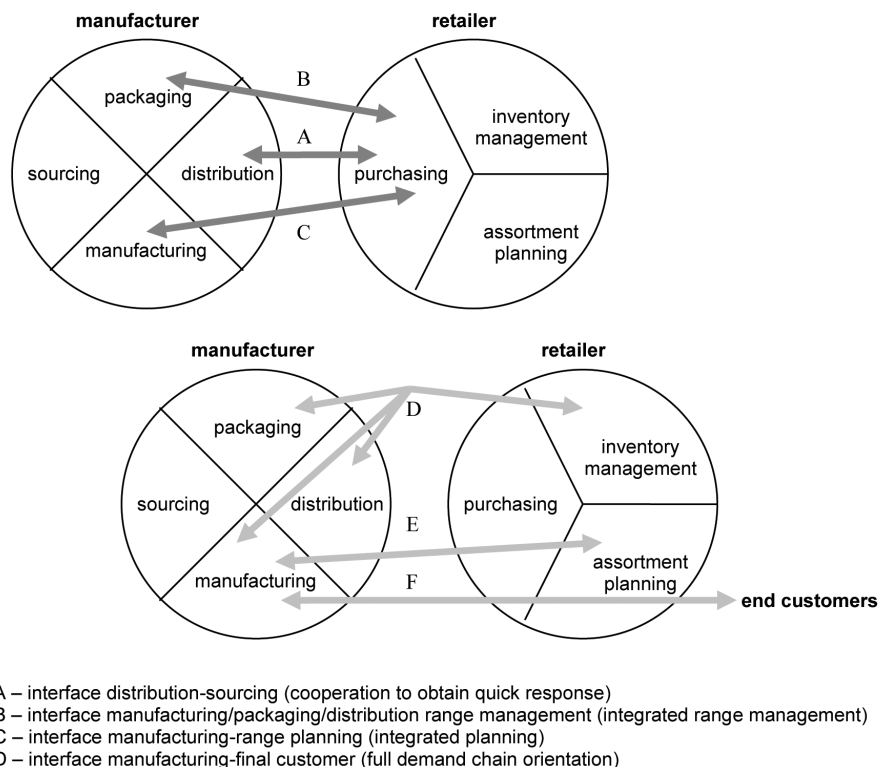 manufacturer
retailer
B
packaging
inventory
management
A
sourcing
distribution
purchasing
C
manufacturing
assortment
planning
manufacturer
retailer
D
packaging
inventory
management
sourcing
distribution
purchasing
E
manufacturing
assortment
planning
F
end customers
A – interface distribution-sourcing (cooperation to obtain quick response)
B – interface manufacturing/packaging/distribution range management (integrated range management)
C – interface manufacturing-range planning (integrated planning)
D – interface manufacturing-final customer (full demand chain orientation)